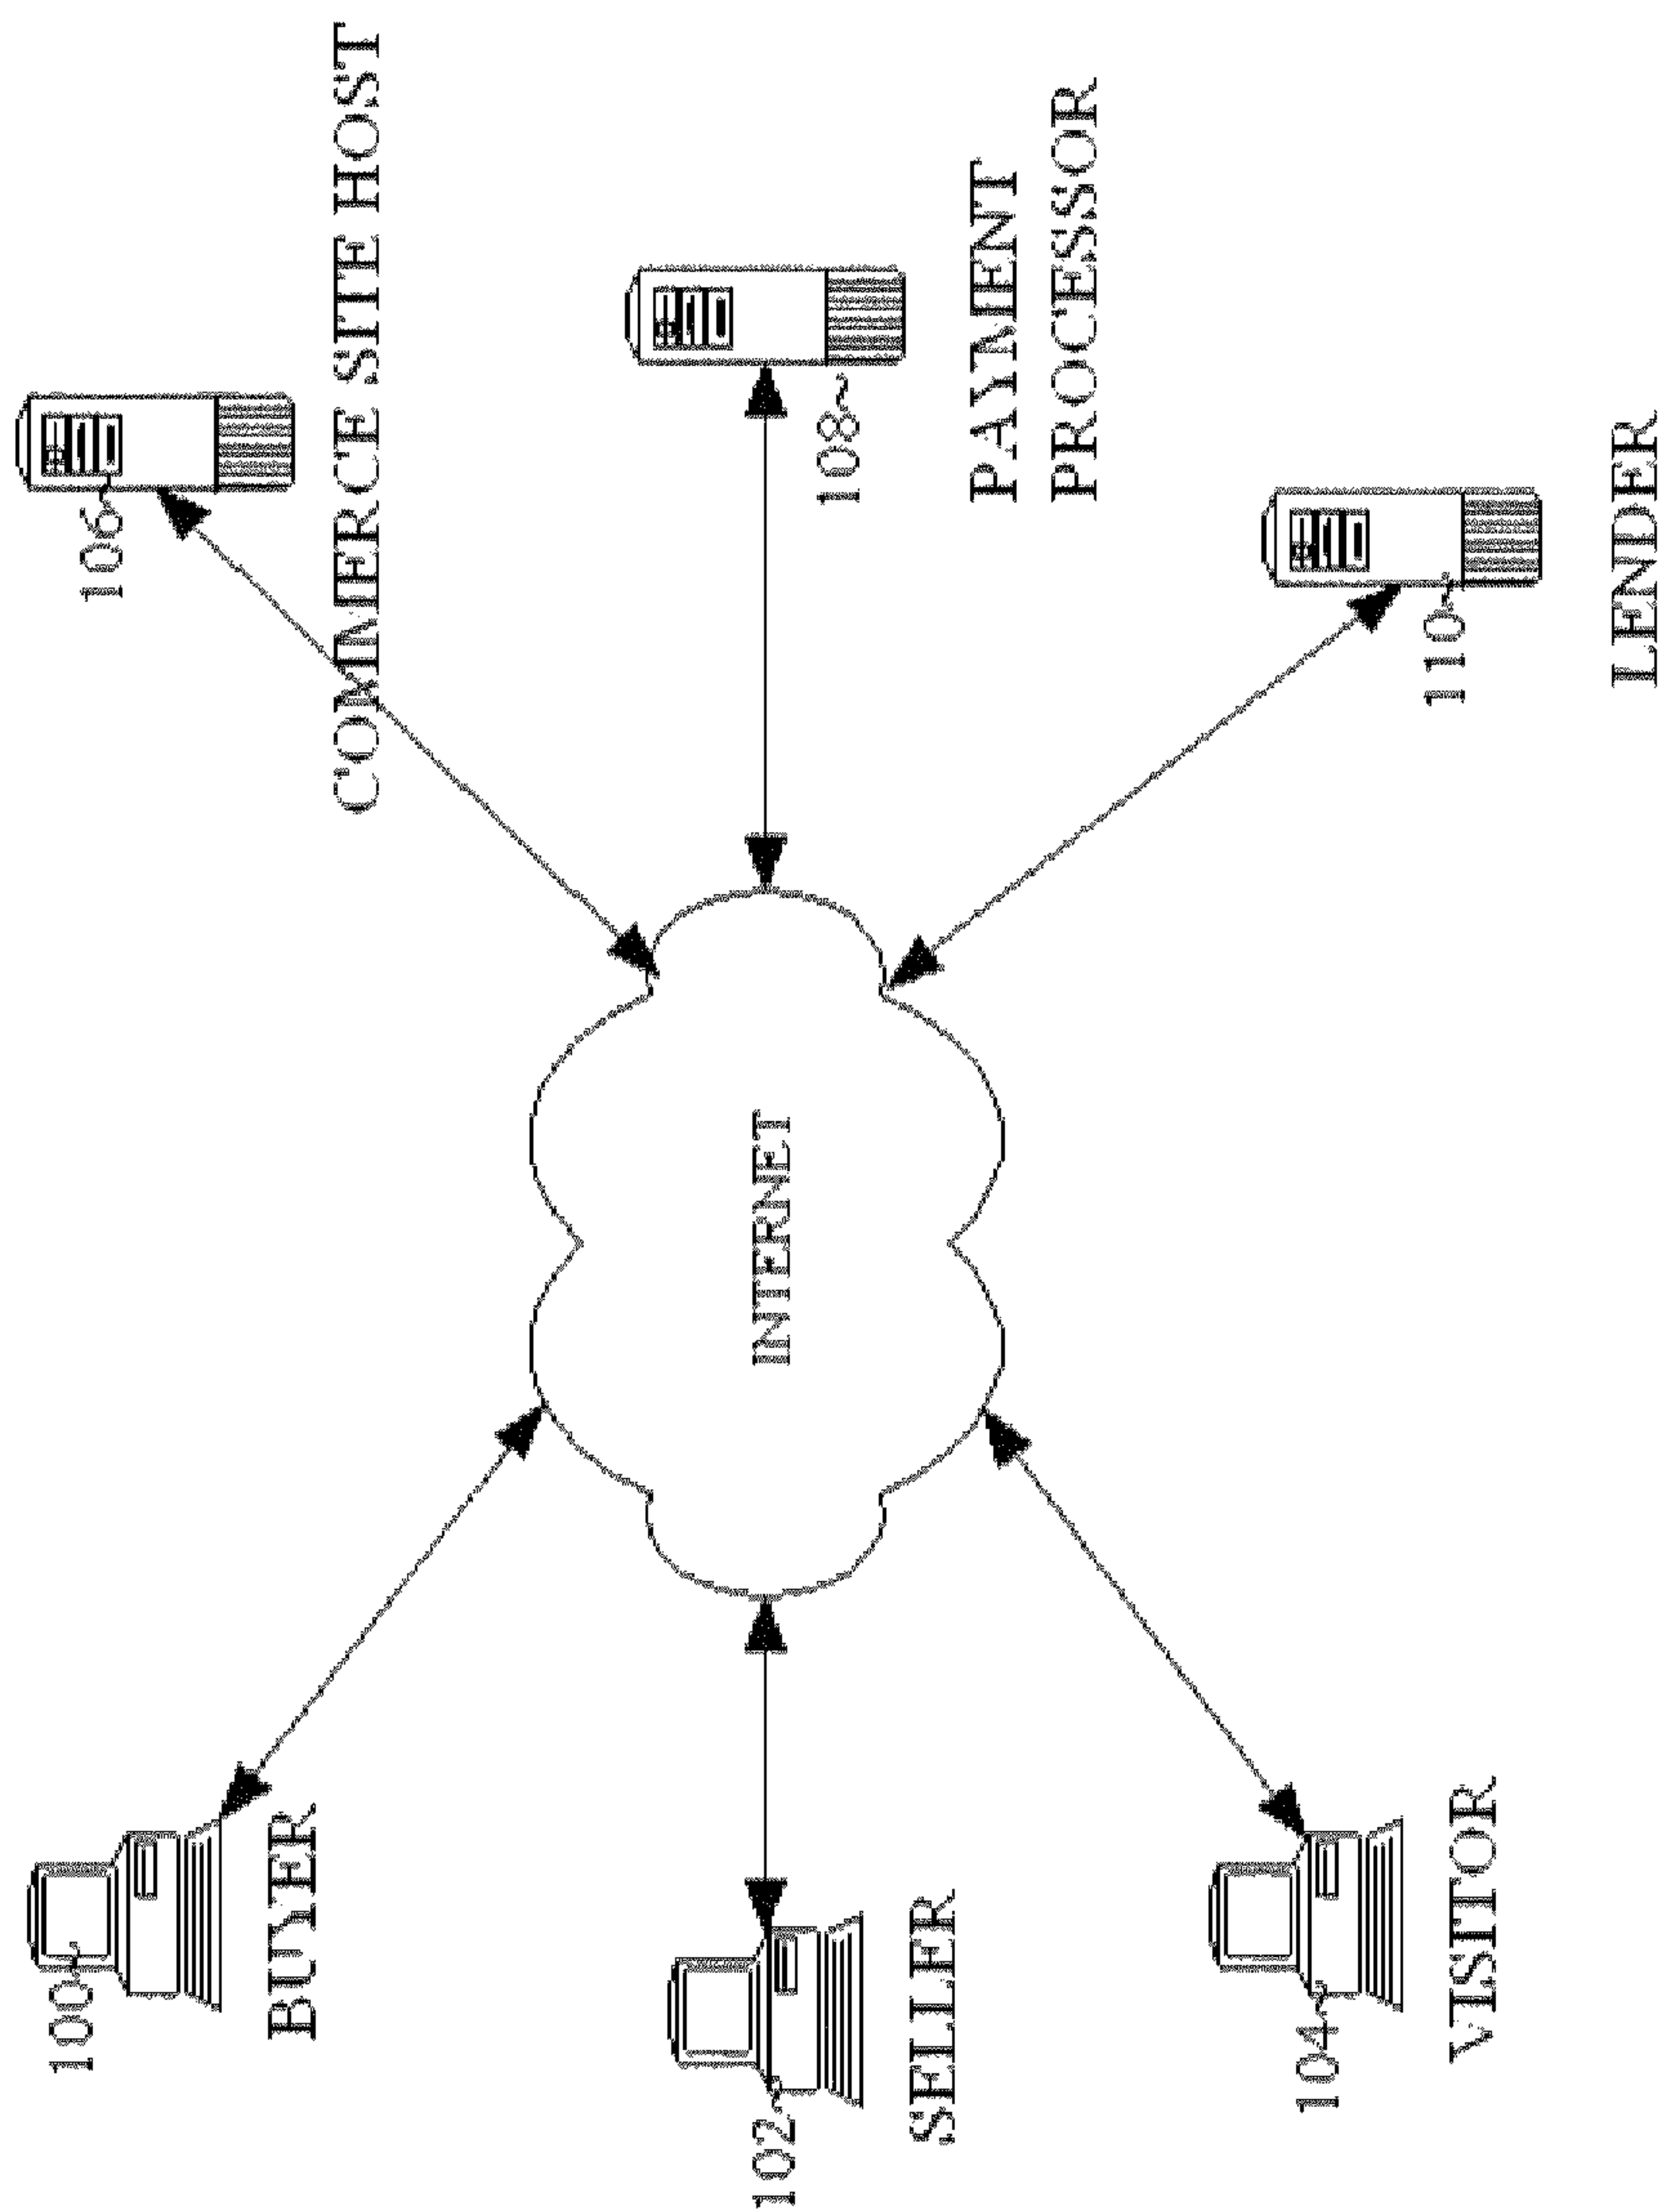 100
BUYER
106
COMMERCE SITE HOST
102
SELLER
INTERNET
108
PAYMENT
PROCESSOR
104
VISITOR
110
LENDER